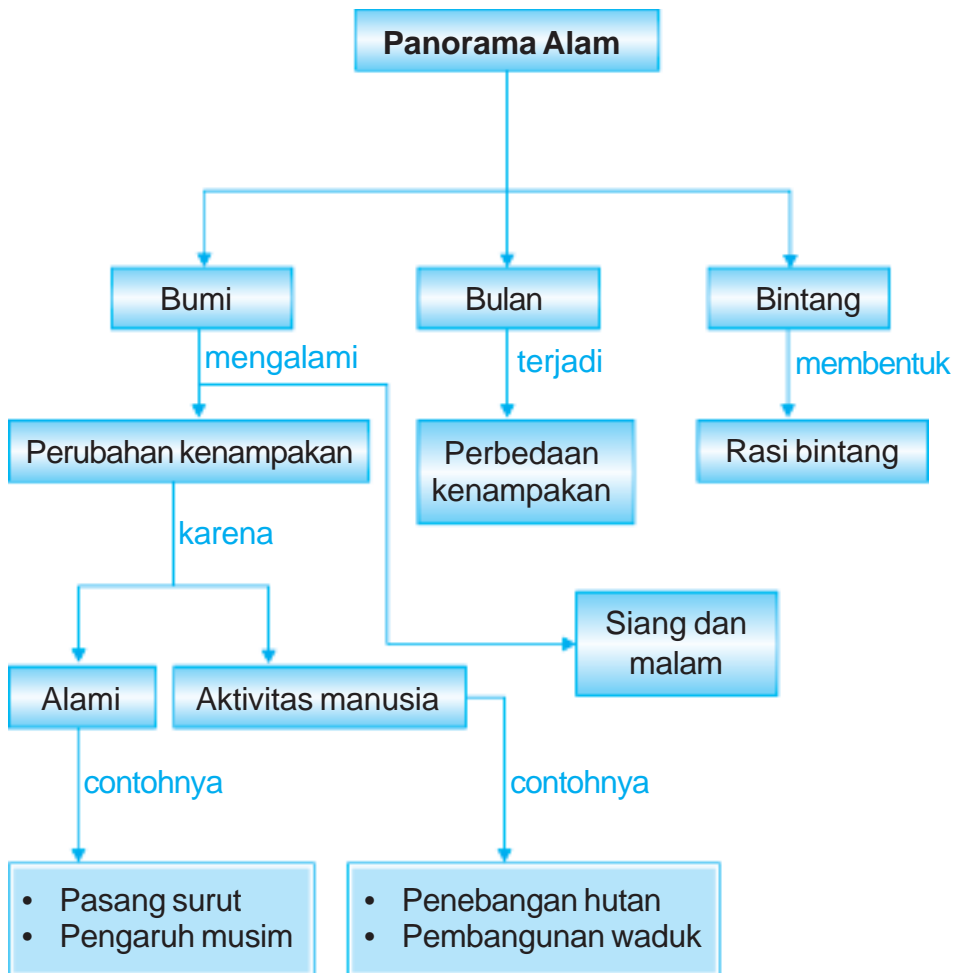 Panorama Alam
Bumi
Bulan
Bintang
mengalami
terjadi
membentuk
Perubahan kenampakan
Perbedaan
kenampakan
Rasi bintang
karena
Siang dan
malam
Alami
Aktivitas manusia
contohnya
contohnya
• Pasang surut
• Pengaruh musim
• Penebangan hutan
• Pembangunan waduk